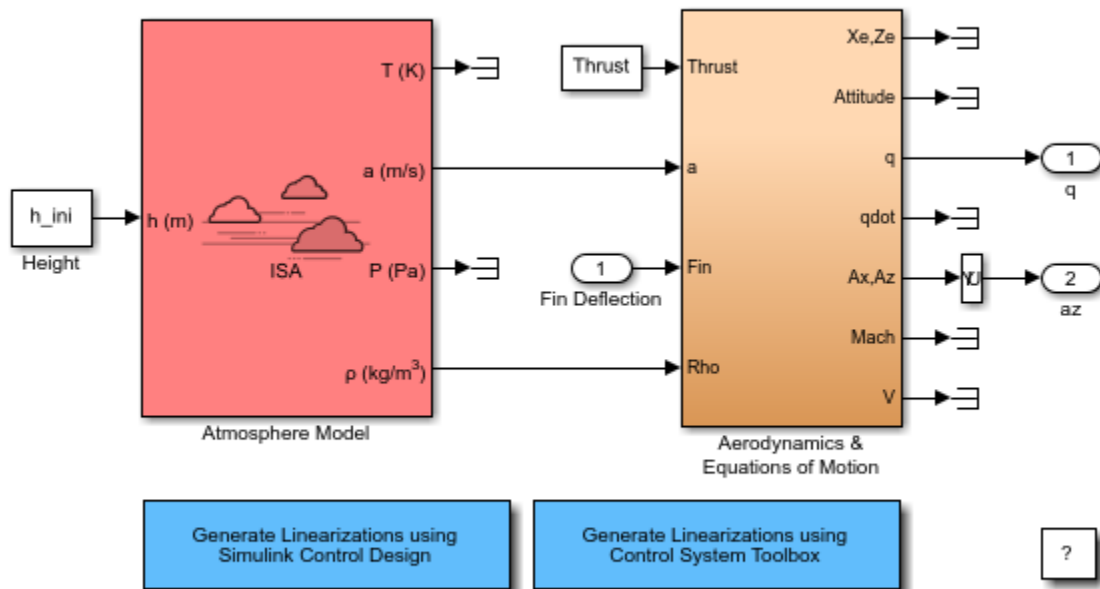 h_ini
Height
h (m)
T (K)
a (m/s)
ISA
P (Pa)
ρ (kg/m³)
Atmosphere Model
Thrust
1
Fin Deflection
Thrust
a
Fin
Rho
Xe,Ze
Attitude
q
qdot
Ax,Az
Mach
V
Aerodynamics &
Equations of Motion
1
q
2
az
Generate Linearizations using
Simulink Control Design
Generate Linearizations using
Control System Toolbox
?